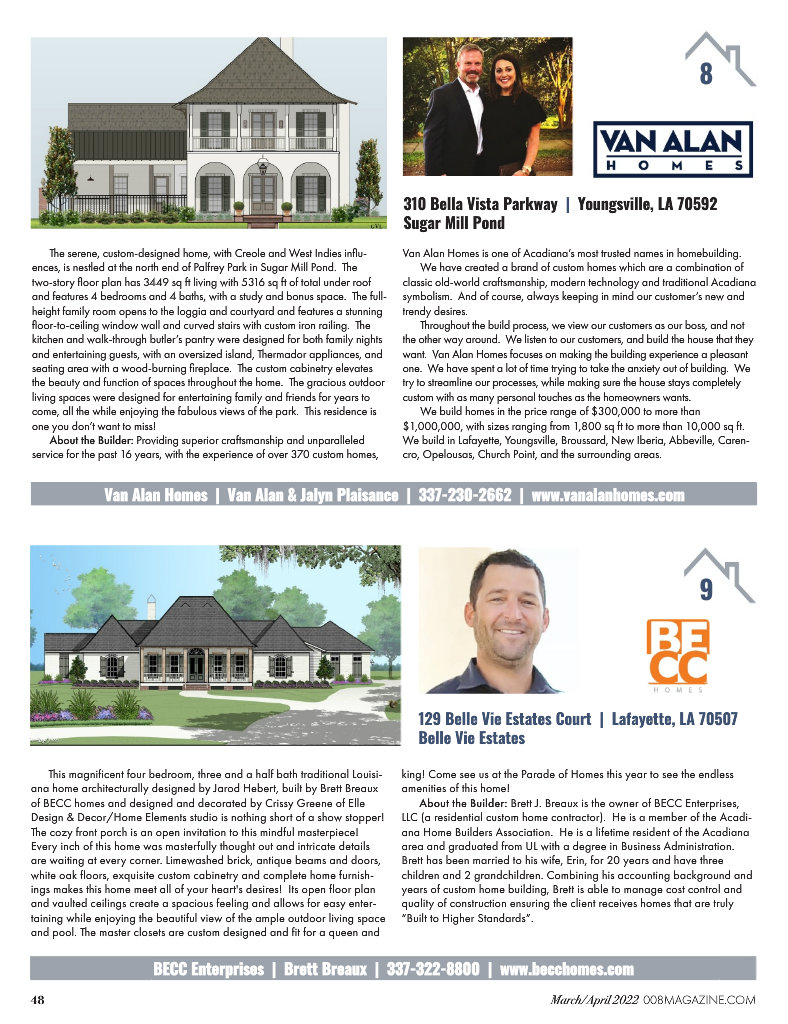 8
VAN ALAN
HOMES
310 Bella Vista Parkway | Youngsville, LA 70592
Sugar Mill Pond
The serene, custom-designed home, with Creole and West Indies influ-
ences, is nestled at the north end of Palfrey Park in Sugar Mill Pond. The
two-story floor plan has 3449 sq ft living with 5316 sq ft of total under roof
and features 4 bedrooms and 4 baths, with a study and bonus space. The full-
height family room opens to the loggia and courtyard and features a stunning
floor-to-ceiling window wall and curved stairs with custom iron railing. The
kitchen and walk-through butler's pantry were designed for both family nights
and entertaining guests, with an oversized island, Thermador appliances, and
seating area with a wood-burning fireplace. The custom cabinetry elevates
the beauty and function of spaces throughout the home. The gracious outdoor
living spaces were designed for entertaining family and friends for years to
come, all the while enjoying the fabulous views of the park. This residence is
one you don't want to miss!
About the Builder: Providing superior craftsmanship and unparalleled
service for the past 16 years, with the experience of over 370 custom homes,
Van Alan Homes is one of Acadiana's most trusted names in homebuilding.
We have created a brand of custom homes which are a combination of
classic old-world craftsmanship, modern technology and traditional Acadiana
symbolism. And of course, always keeping in mind our customer's new and
trendy desires.
Throughout the build process, we view our customers as our boss, and not
the other way around. We listen to our customers, and build the house that they
want. Van Alan Homes focuses on making the building experience a pleasant
one. We have spent a lot of time trying to take the anxiety out of building. We
try to streamline our processes, while making sure the house stays completely
custom with as many personal touches as the homeowners wants.
We build homes in the price range of $300,000 to more than
$1,000,000, with sizes ranging from 1,800 sq ft to more than 10,000 sq ft.
We build in Lafayette, Youngsville, Broussard, New Iberia, Abbeville, Caren-
cro, Opelousas, Church Point, and the surrounding areas.
Van Alan Homes | Van Alan & Jalyn Plaisance | 337-230-2662 | www.vanalanhomes.com
9
BE
CC
HOMES
129 Belle Vie Estates Court | Lafayette, LA 70507
Belle Vie Estates
This magnificent four bedroom, three and a half bath traditional Louisi-
ana home architecturally designed by Jarod Hebert, built by Brett Breaux
of BECC homes and designed and decorated by Crissy Greene of Elle
Design & Decor/Home Elements studio is nothing short of a show stopper!
The cozy front porch is an open invitation to this mindful masterpiece!
Every inch of this home was masterfully thought out and intricate details
are waiting at every corner. Limewashed brick, antique beams and doors,
white oak floors, exquisite custom cabinetry and complete home furnish-
ings makes this home meet all of your heart's desires! Its open floor plan
and vaulted ceilings create a spacious feeling and allows for easy enter-
taining while enjoying the beautiful view of the ample outdoor living space
and pool. The master closets are custom designed and fit for a queen and
king! Come see us at the Parade of Homes this year to see the endless
amenities of this home!
About the Builder: Brett J. Breaux is the owner of BECC Enterprises,
LLC (a residential custom home contractor). He is a member of the Acadi-
ana Home Builders Association. He is a lifetime resident of the Acadiana
area and graduated from UL with a degree in Business Administration.
Brett has been married to his wife, Erin, for 20 years and have three
children and 2 grandchildren. Combining his accounting background and
years of custom home building, Brett is able to manage cost control and
quality of construction ensuring the client receives homes that are truly
“Built to Higher Standards”.
BECC Enterprises | Brett Breaux | 337-322-8800 | www.becchomes.com
48
March/April 2022 008MAGAZINE.COM